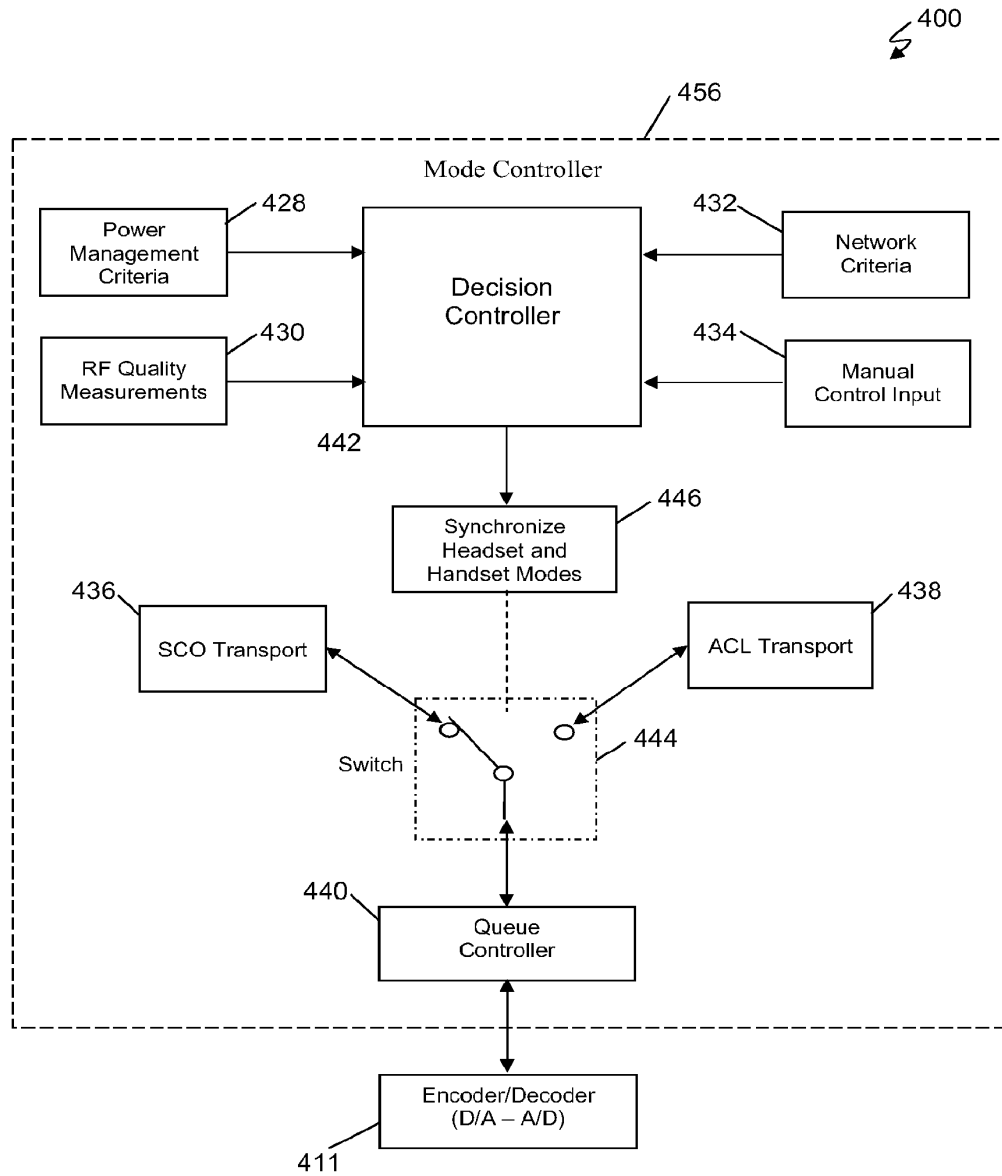 400
456
Mode Controller
428
Power
Management
Criteria
Decision
Controller
432
Network
Criteria
430
RF Quality
Measurements
434
Manual
Control Input
442
446
Synchronize
Headset and
Handset Modes
436
SCO Transport
438
ACL Transport
Switch
444
440
Queue
Controller
Encoder/Decoder
(D/A – A/D)
411